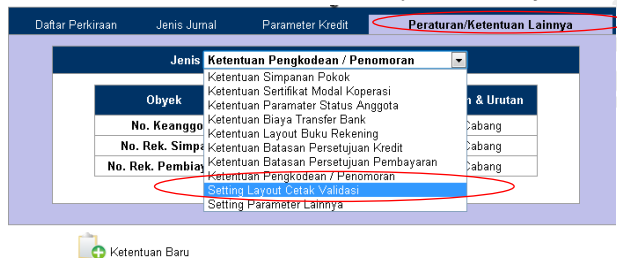 Daftar Perkiraan Jenis Jurnal Parameter Kredit Peraturan/Ketentuan Lainnya
Jenis Ketentuan Pengkodean / Penomoran
Ketentuan Simpanan Pokok
Ketentuan Sertifikat Modal Koperasi
Ketentuan Paramater Status Anggota
Ketentuan Biaya Transfer Bank
Ketentuan Layout Buku Rekening
Ketentuan Batasan Persetujuan Kredit
Ketentuan Batasan Persetujuan Pembayaran
Ketentuan Pengkodean / Penomoran
Setting Layout Cetak Validasi
Setting Parameter Lainnya
Obyek & Urutan
No. Keanggo Cabang
No. Rek. Simpa Cabang
No. Rek. Pembiay Cabang
Ketentuan Baru